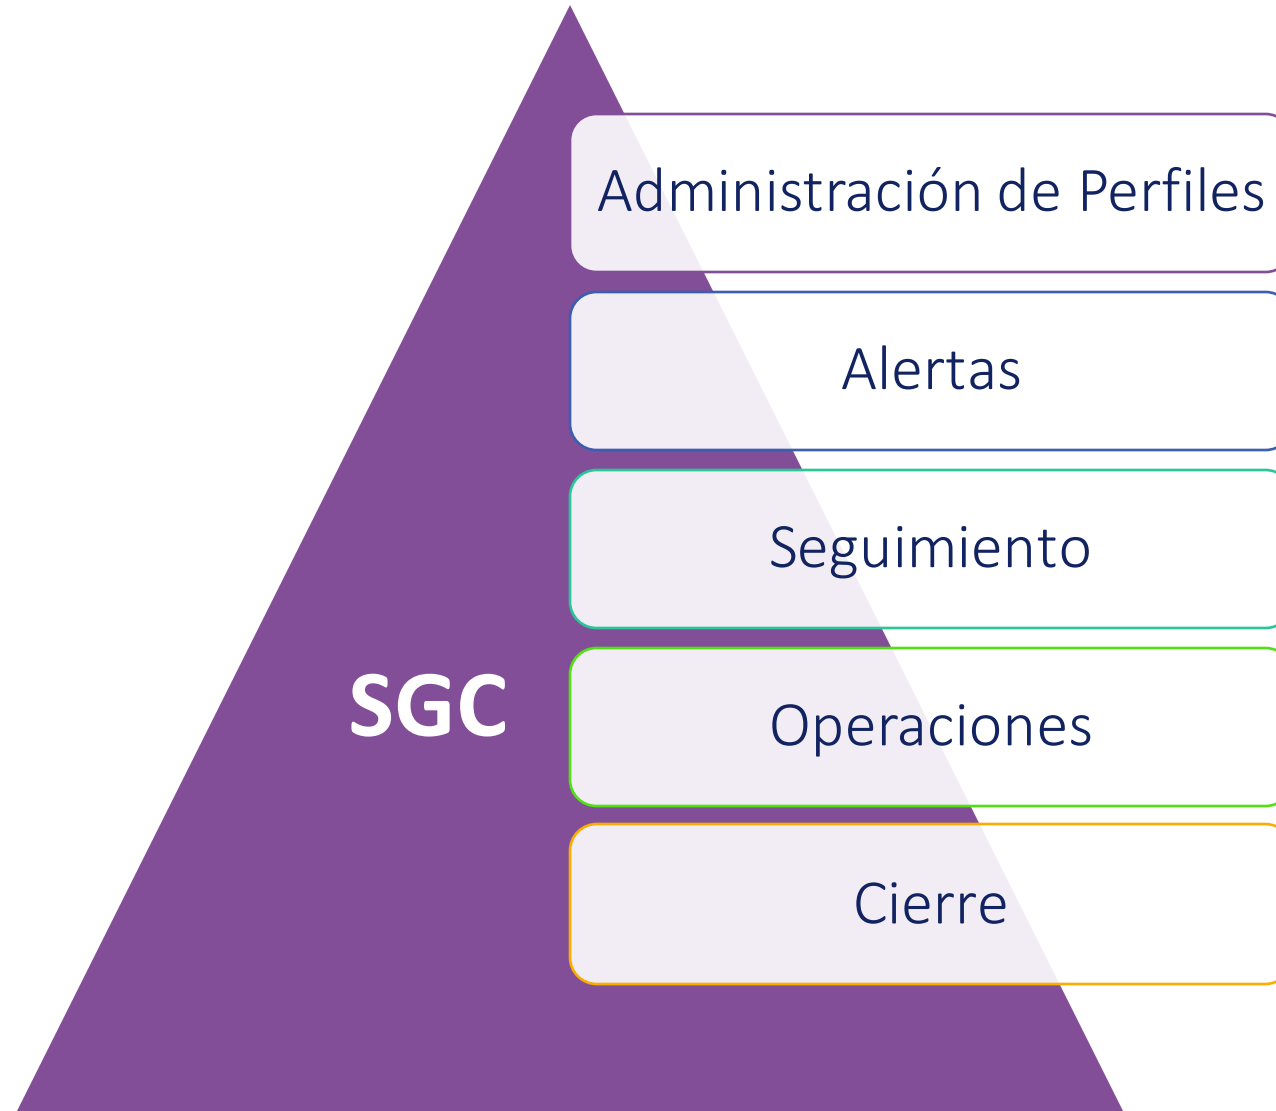 Administración de Perfiles
Alertas
Seguimiento
SGC
Operaciones
Cierre